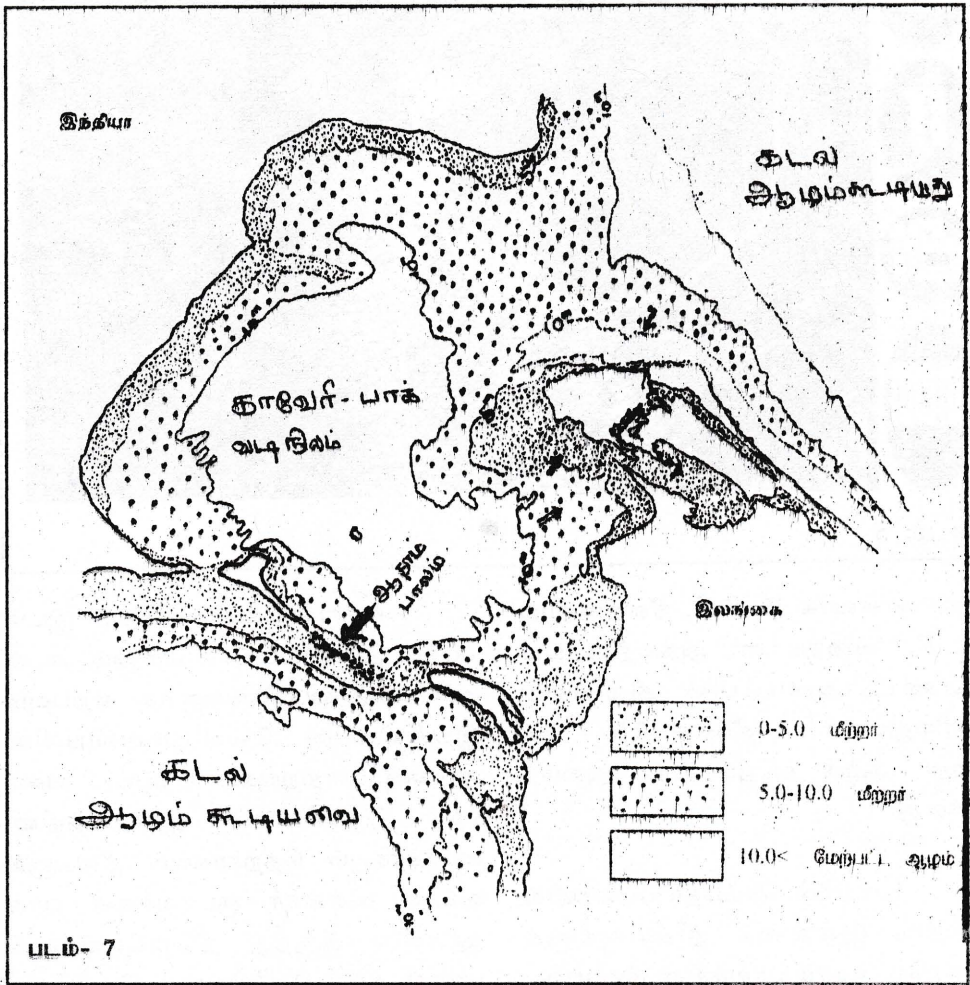 இந்தியா
கடல்
ஆழம்கூடியது
காவேரி - பாக்
வடிநிலம்
ஆதாம்
பாலம்
இலங்கை
கடல்
ஆழம் கூடியவை
0-5.0 மீற்றர்
5.0-10.0 மீற்றர்
10.0< மேற்பட்ட ஆழம்
படம்- 7